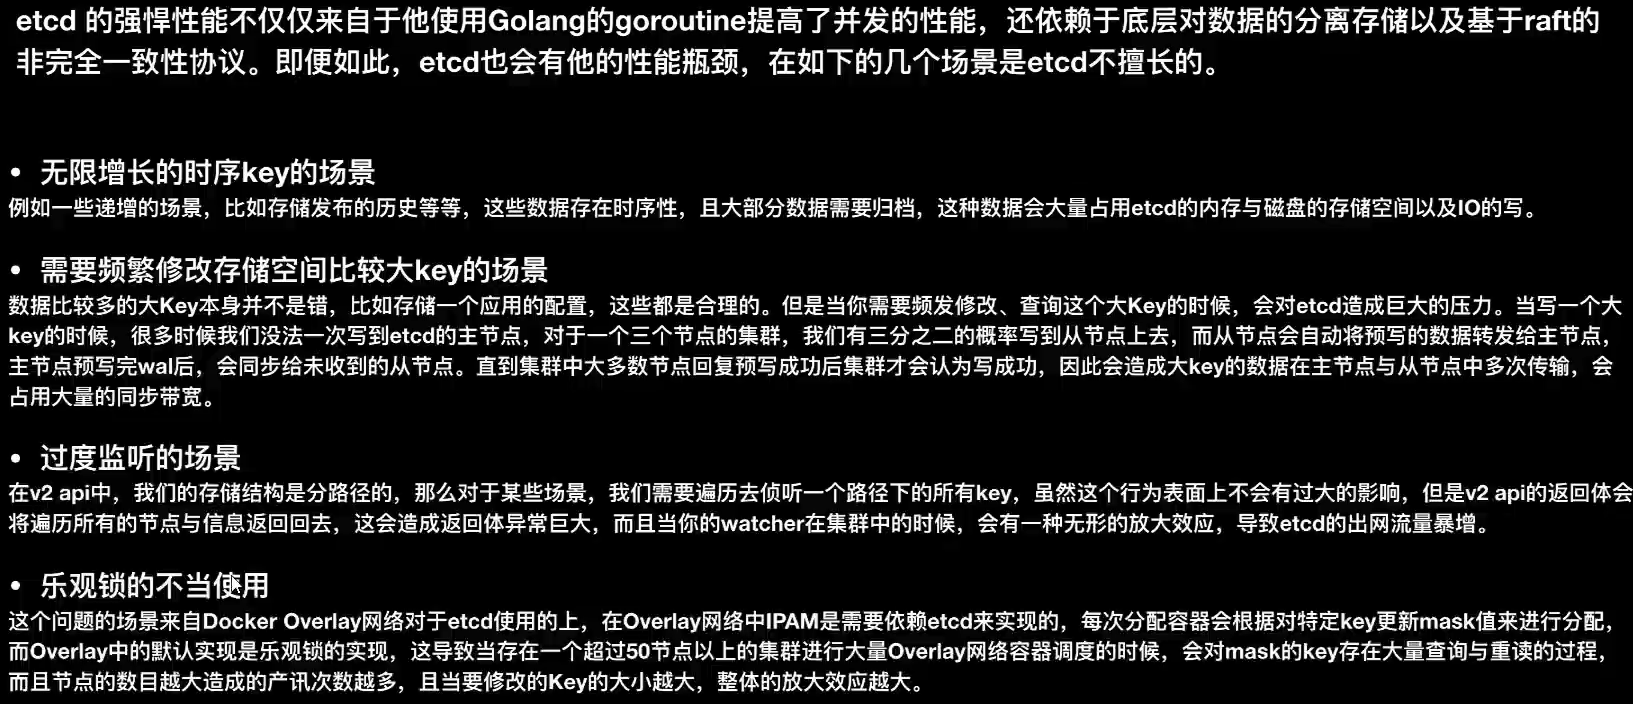 etcd 的强悍性能不仅仅来自于他使用Golang的goroutine提高了并发的性能，还依赖于底层对数据的分离存储以及基于raft的
非完全一致性协议。即便如此，etcd也会有他的性能瓶颈，在如下的几个场景是etcd不擅长的。
• 无限增长的时序key的场景
例如一些递增的场景，比如存储发布的历史等等，这些数据存在时序性，且大部分数据需要归档，这种数据会大量占用etcd的内存与磁盘的存储空间以及IO的写。
• 需要频繁修改存储空间比较大key的场景
数据比较多的大Key本身并不是错，比如存储一个应用的配置，这些都是合理的。但是当你需要频发修改、查询这个大Key的时候，会对etcd造成巨大的压力。当写一个大
key的时候，很多时候我们没法一次写到etcd的主节点，对于一个三个节点的集群，我们有三分之二的概率写到从节点上去，而从节点会自动将预写的数据转发给主节点，
主节点预写完wal后，会同步给未收到的从节点。直到集群中大多数节点回复预写成功后集群才会认为写成功，因此会造成大key的数据在主节点与从节点中多次传输，会
占用大量的同步带宽。
• 过度监听的场景
在v2 api中，我们的存储结构是分路径的，那么对于某些场景，我们需要遍历去侦听一个路径下的所有key，虽然这个行为表面上不会有过大的影响，但是v2 api的返回体会
将遍历所有的节点与信息返回回去，这会造成返回体异常巨大，而且当你的watcher在集群中的时候，会有一种无形的放大效应，导致etcd的出网流量暴增。
• 乐观锁的不当使用
这个问题的场景来自Docker Overlay网络对于etcd使用的上，在Overlay网络中IPAM是需要依赖etcd来实现的，每次分配容器会根据对特定key更新mask值来进行分配，
而Overlay中的默认实现是乐观锁的实现，这导致当存在一个超过50节点以上的集群进行大量Overlay网络容器调度的时候，会对mask的key存在大量查询与重读的过程，
而且节点的数目越大造成的产讯次数越多，且当要修改的Key的大小越大，整体的放大效应越大。